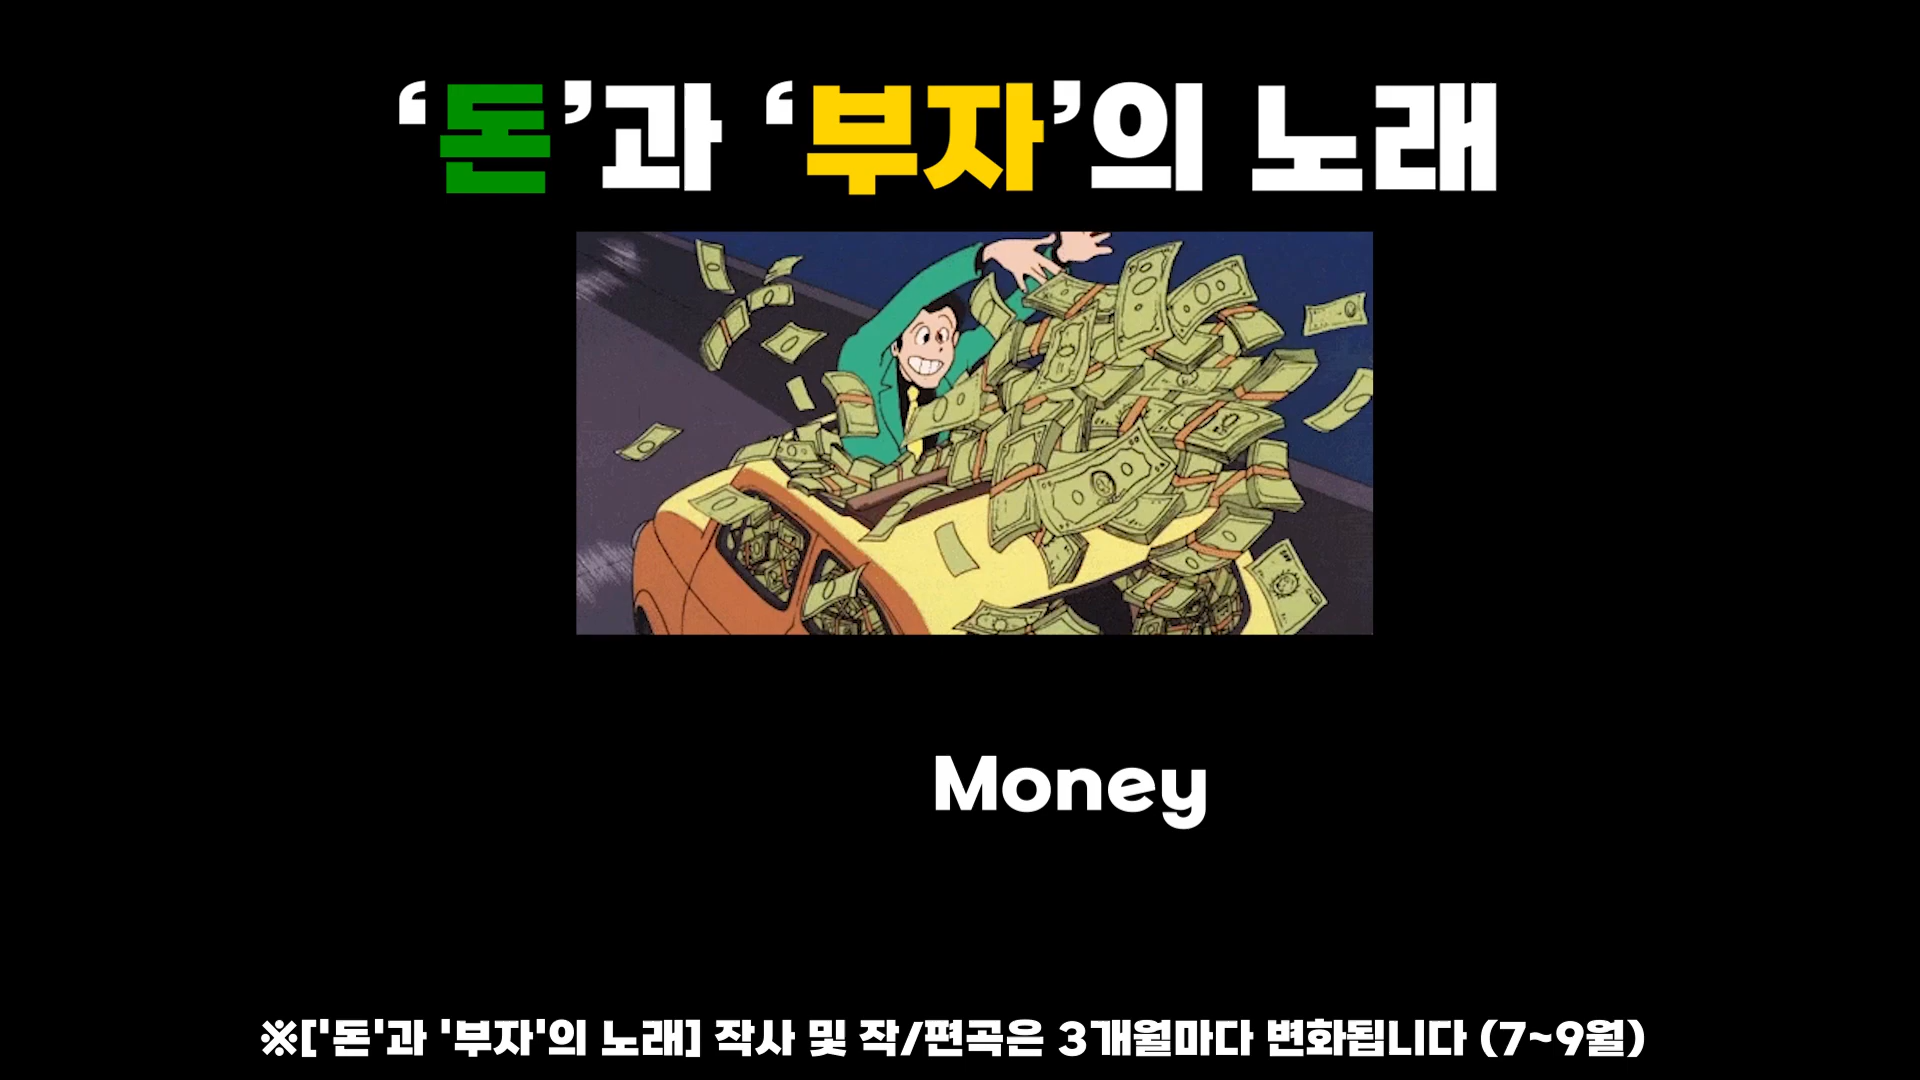 ‘돈’과 ‘부자’의 노래
Money
※['돈'과 '부자'의 노래] 작사 및 작/편곡은 3개월마다 변화됩니다 (7~9월)